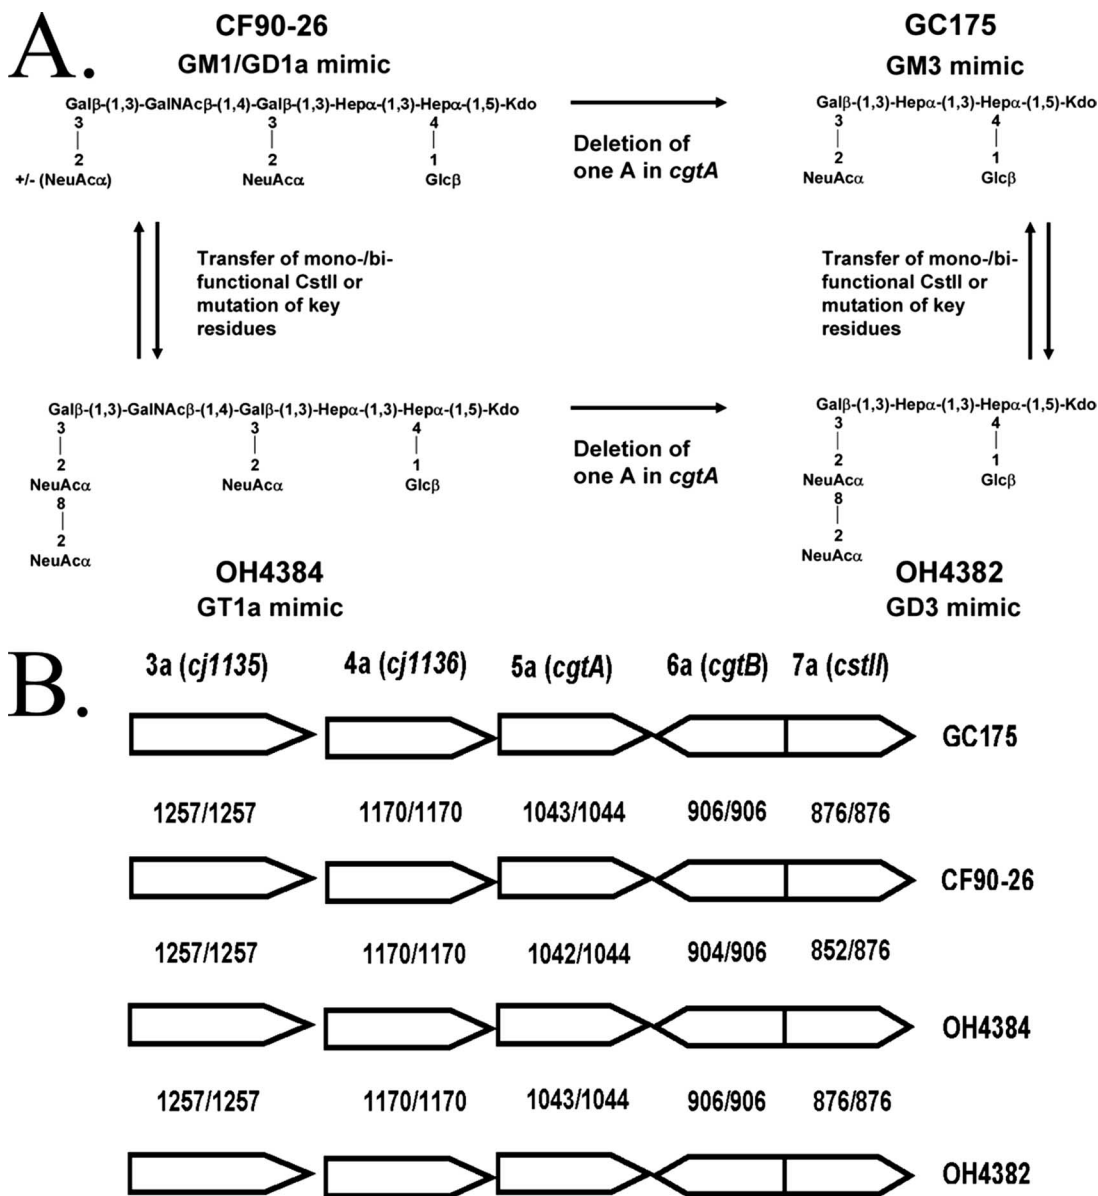 A.
CF90-26
GM1/GD1a mimic
Galβ-(1,3)-GalNAcβ-(1,4)-Galβ-(1,3)-Hepα-(1,3)-Hepα-(1,5)-Kdo
3 3 4
2 2 1
+/- (NeuAcα) NeuAcα Glcβ
Deletion of
one A in cgtA
GC175
GM3 mimic
Galβ-(1,3)-Hepα-(1,3)-Hepα-(1,5)-Kdo
3 4
2 1
NeuAcα Glcβ
Transfer of mono-/bi-
functional CstII or
mutation of key
residues
Transfer of mono-/bi-
functional CstII or
mutation of key
residues
Galβ-(1,3)-GalNAcβ-(1,4)-Galβ-(1,3)-Hepα-(1,3)-Hepα-(1,5)-Kdo
3 3 4
2 2 1
NeuAcα NeuAcα Glcβ
8
2
NeuAcα
OH4384
GT1a mimic
Deletion of
one A in cgtA
Galβ-(1,3)-Hepα-(1,3)-Hepα-(1,5)-Kdo
3 4
2 1
NeuAcα Glcβ
8
2
NeuAcα
OH4382
GD3 mimic
B.
3a (cj1135) 4a (cj1136) 5a (cgtA) 6a (cgtB) 7a (cstII)
GC175
1257/1257 1170/1170 1043/1044 906/906 876/876
CF90-26
1257/1257 1170/1170 1042/1044 904/906 852/876
OH4384
1257/1257 1170/1170 1043/1044 906/906 876/876
OH4382